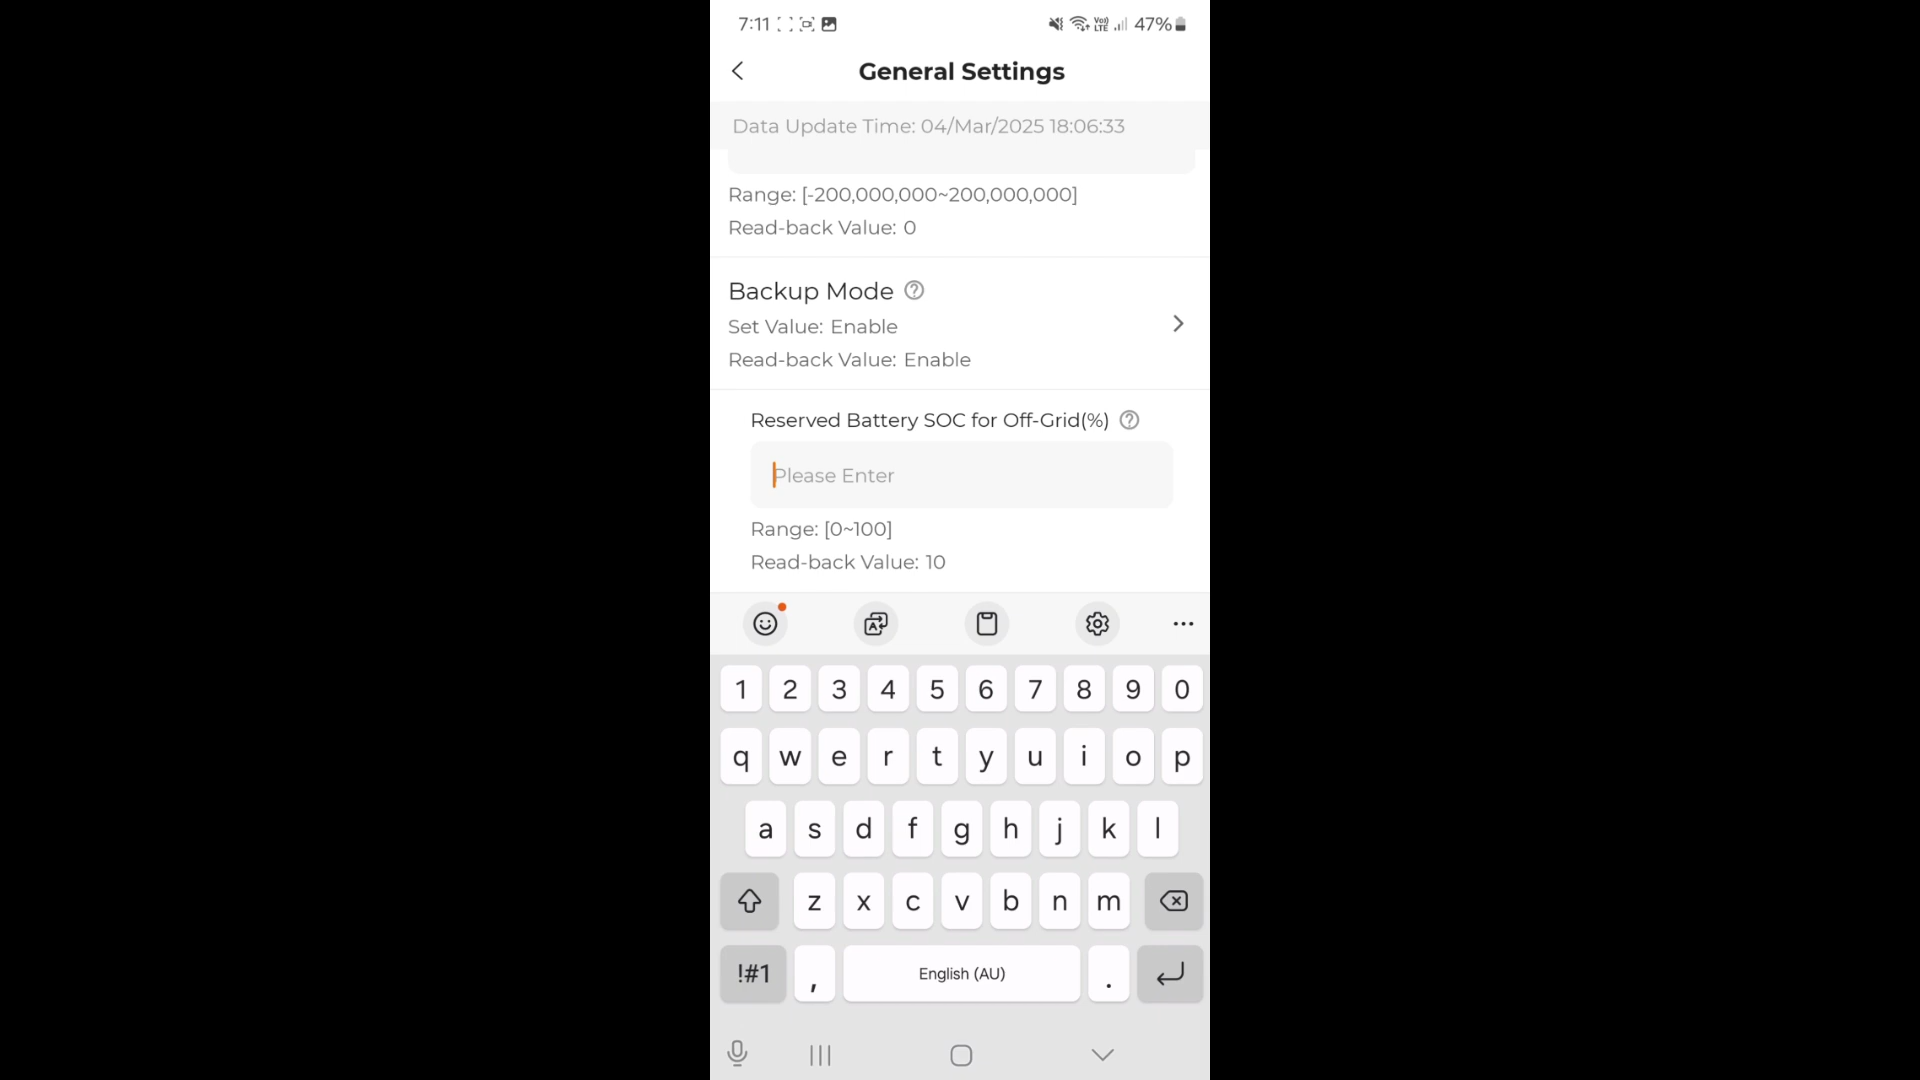 7:11 Vo)) LTE 47%
General Settings
Data Update Time: 04/Mar/2025 18:06:33
Range: [-200,000,000~200,000,000]
Read-back Value: 0
Backup Mode ?
Set Value: Enable
Read-back Value: Enable
Reserved Battery SOC for Off-Grid(%) ?
Please Enter
Range: [0~100]
Read-back Value: 10
1 2 3 4 5 6 7 8 9 0
q w e r t y u i o p
a s d f g h j k l
z x c v b n m
!#1 , English (AU) .